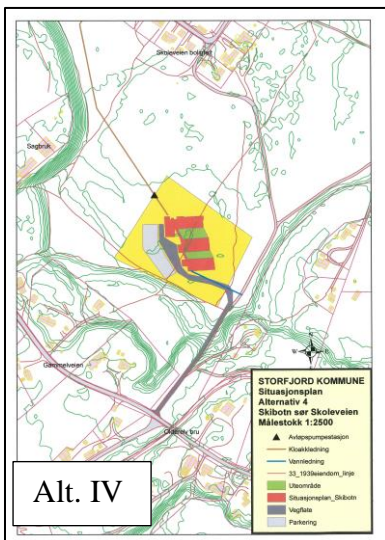 Skoleveien boligfelt
Sagbruk
Gammelveien
Olderelv bru
N
W
E
S
STORFJORD KOMMUNE
Situasjonsplan
Alternativ 4
Skibotn sør Skoleveien
Målestokk 1:2500
Avløpspumpestasjon
Kloakkledning
Vannledning
33_1939eiendom_linje
Uteområde
Situasjonsplan_Skibotn
Vegflate
Parkering
Alt. IV